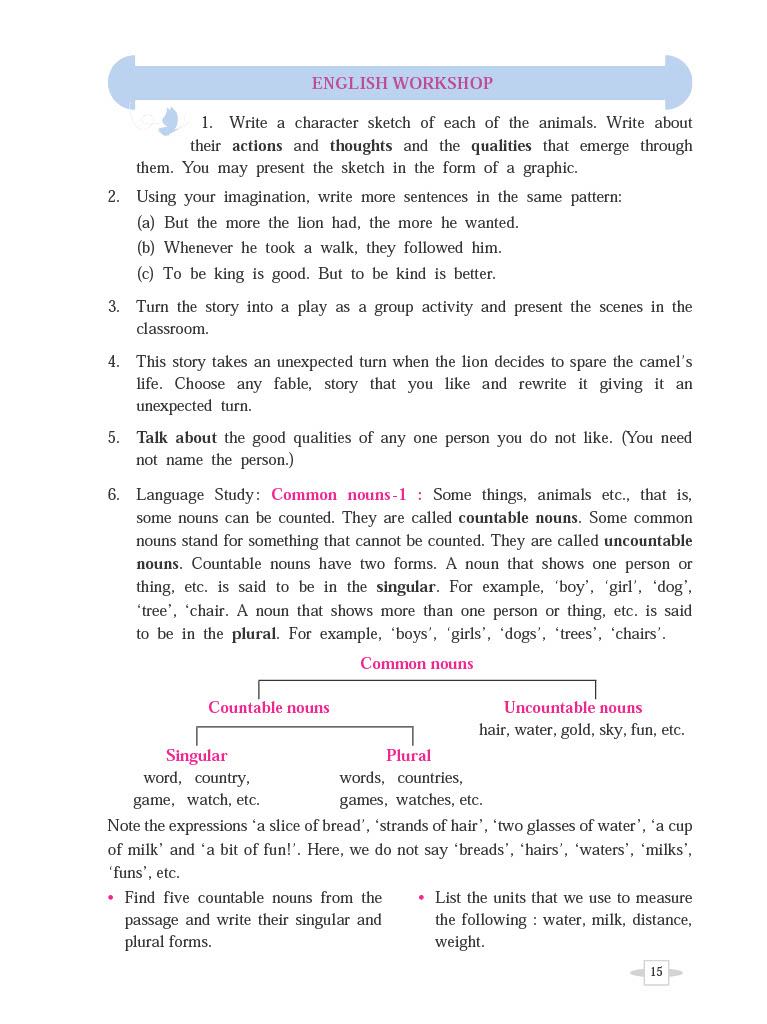 ENGLISH WORKSHOP
1. Write a character sketch of each of the animals. Write about
their actions and thoughts and the qualities that emerge through
them. You may present the sketch in the form of a graphic.
2. Using your imagination, write more sentences in the same pattern:
(a) But the more the lion had, the more he wanted.
(b) Whenever he took a walk, they followed him.
(c) To be king is good. But to be kind is better.
3. Turn the story into a play as a group activity and present the scenes in the
classroom.
4. This story takes an unexpected turn when the lion decides to spare the camel's
life. Choose any fable, story that you like and rewrite it giving it an
unexpected turn.
5. Talk about the good qualities of any one person you do not like. (You need
not name the person.)
6. Language Study: Common nouns-1 : Some things, animals etc., that is,
some nouns can be counted. They are called countable nouns. Some common
nouns stand for something that cannot be counted. They are called uncountable
nouns. Countable nouns have two forms. A noun that shows one person or
thing, etc. is said to be in the singular. For example, 'boy', 'girl', 'dog',
'tree', 'chair. A noun that shows more than one person or thing, etc. is said
to be in the plural. For example, 'boys', 'girls', 'dogs', 'trees', 'chairs'.
Common nouns
Countable nouns
Uncountable nouns
hair, water, gold, sky, fun, etc.
Singular
word, country,
game, watch, etc.
Plural
words, countries,
games, watches, etc.
Note the expressions 'a slice of bread', 'strands of hair', 'two glasses of water', 'a cup
of milk' and 'a bit of fun!'. Here, we do not say 'breads', 'hairs', 'waters', 'milks',
'funs', etc.
• Find five countable nouns from the
passage and write their singular and
plural forms.
• List the units that we use to measure
the following : water, milk, distance,
weight.
15